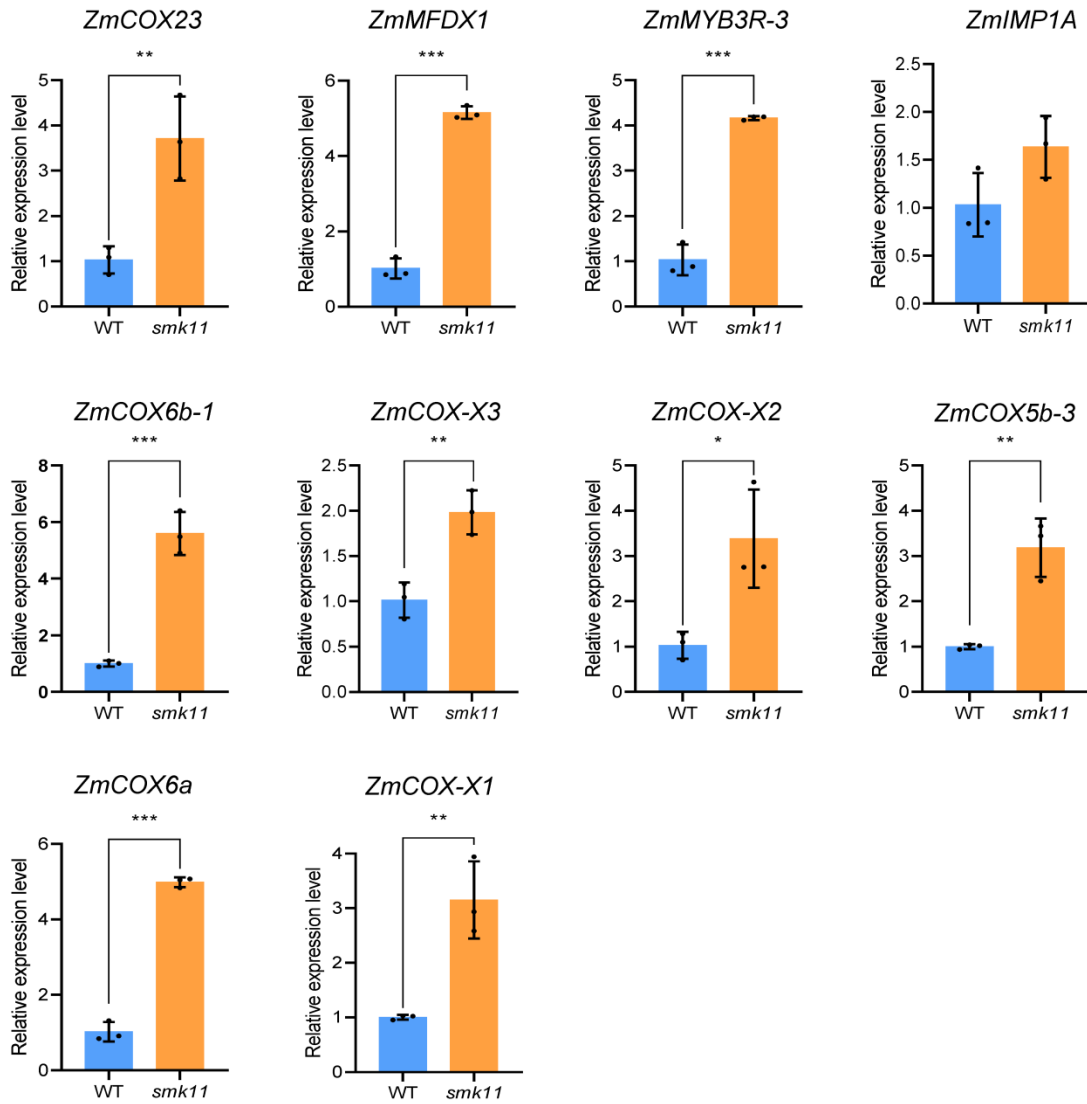 ZmCOX23
**
Relative expression level
5
4
3
2
1
0
WT
smk11
ZmMFDX1
***
Relative expression level
6
4
2
0
WT
smk11
ZmMYB3R-3
***
Relative expression level
5
4
3
2
1
0
WT
smk11
ZmIMP1A
Relative expression level
2.5
2.0
1.5
1.0
0.5
0.0
WT
smk11
ZmCOX6b-1
***
Relative expression level
8
6
4
2
0
WT
smk11
ZmCOX-X3
**
Relative expression level
2.5
2.0
1.5
1.0
0.5
0.0
WT
smk11
ZmCOX-X2
*
Relative expression level
5
4
3
2
1
0
WT
smk11
ZmCOX5b-3
**
Relative expression level
5
4
3
2
1
0
WT
smk11
ZmCOX6a
***
Relative expression level
6
4
2
0
WT
smk11
ZmCOX-X1
**
Relative expression level
4
3
2
1
0
WT
smk11